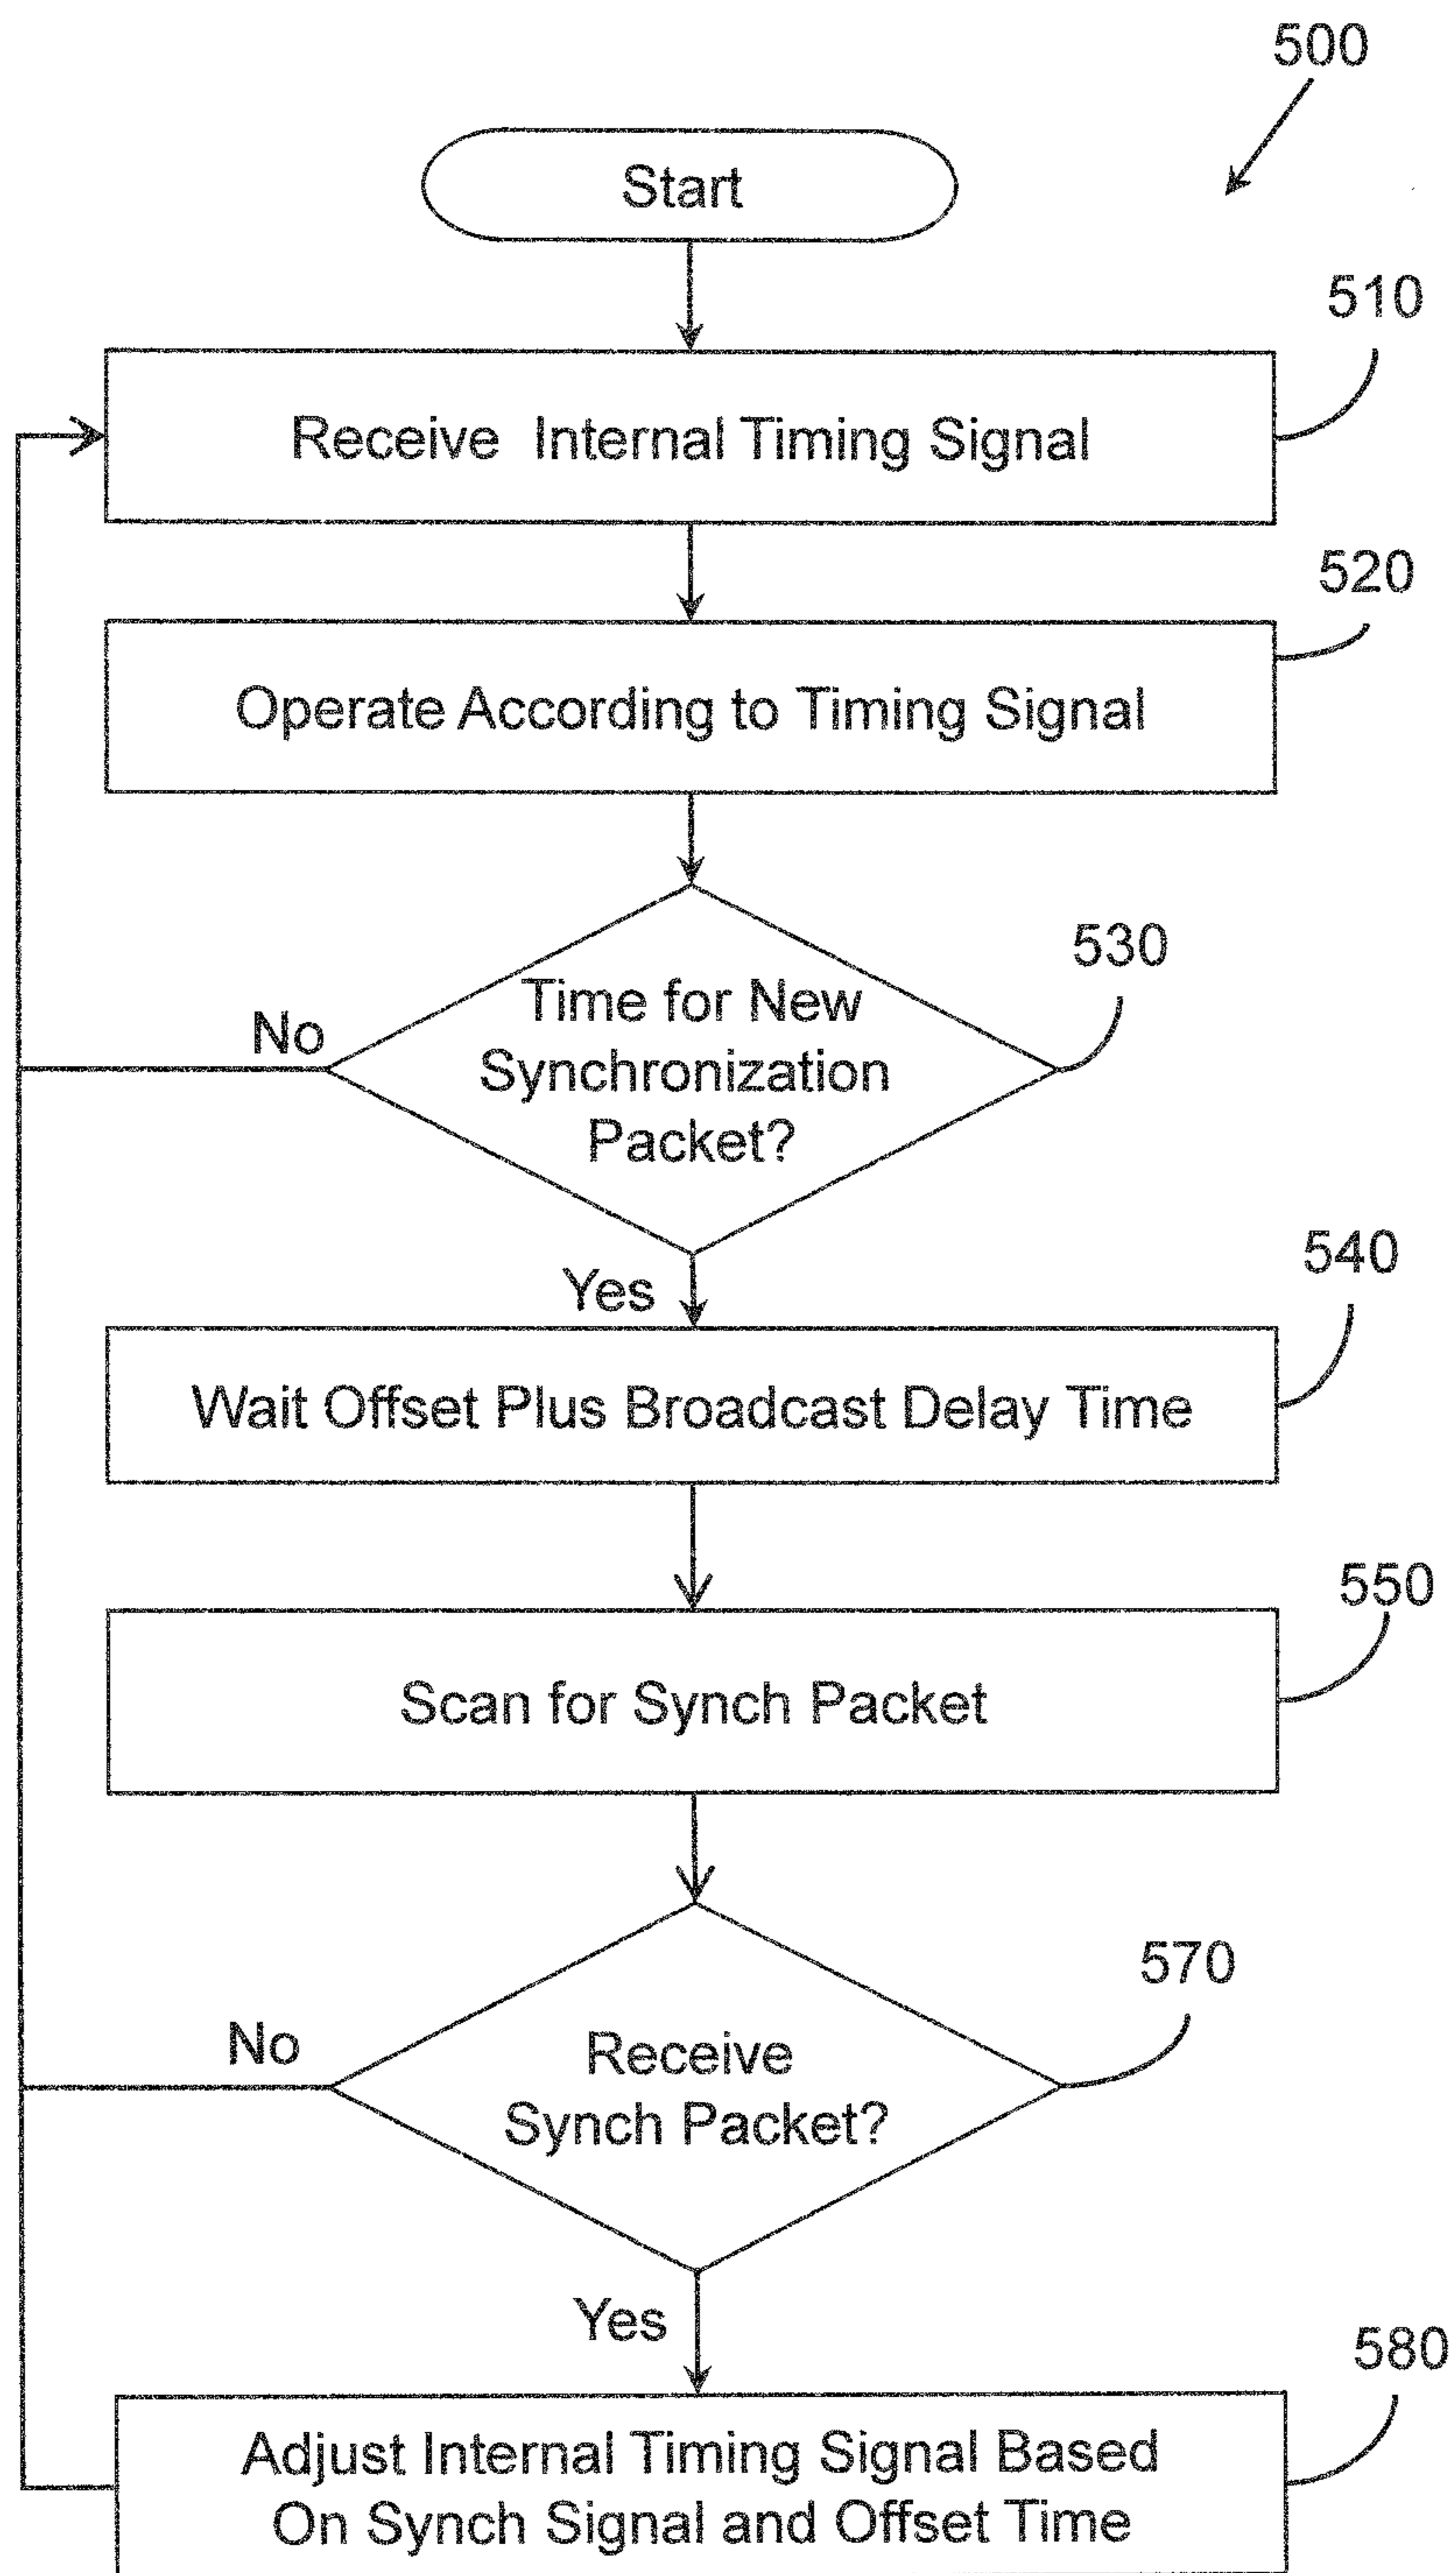 500
Start
510
Receive Internal Timing Signal
520
Operate According to Timing Signal
530
Time for New
Synchronization
Packet?
No
Yes
540
Wait Offset Plus Broadcast Delay Time
550
Scan for Synch Packet
570
Receive
Synch Packet?
No
Yes
580
Adjust Internal Timing Signal Based
On Synch Signal and Offset Time